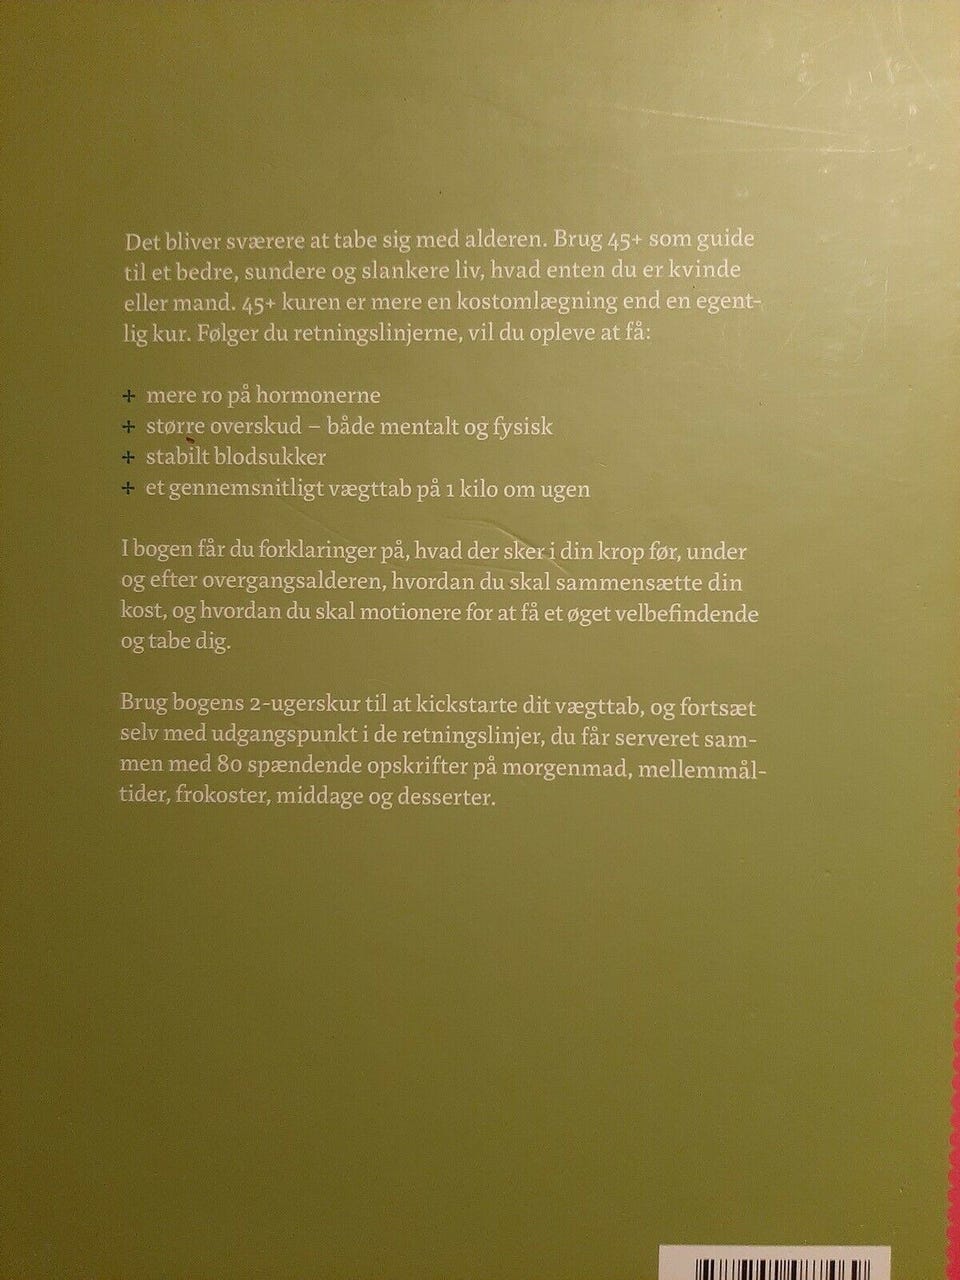 Det bliver sværere at tabe sig med alderen. Brug 45+ som guide
til et bedre, sundere og slankere liv, hvad enten du er kvinde
eller mand. 45+ kuren er mere en kostomlægning end en egent-
lig kur. Følger du retningslinjerne, vil du opleve at få:
+ mere ro på hormonerne
+ større overskud – både mentalt og fysisk
+ stabilt blodsukker
+ et gennemsnitligt vægttab på 1 kilo om ugen
I bogen får du forklaringer på, hvad der sker i din krop før, under
og efter overgangsalderen, hvordan du skal sammensætte din
kost, og hvordan du skal motionere for at få et øget velbefindende
og tabe dig.
Brug bogens 2-ugerskur til at kickstarte dit vægttab, og fortsæt
selv med udgangspunkt i de retningslinjer, du får serveret sam-
men med 80 spændende opskrifter på morgenmad, mellemmål-
tider, frokoster, middage og desserter.